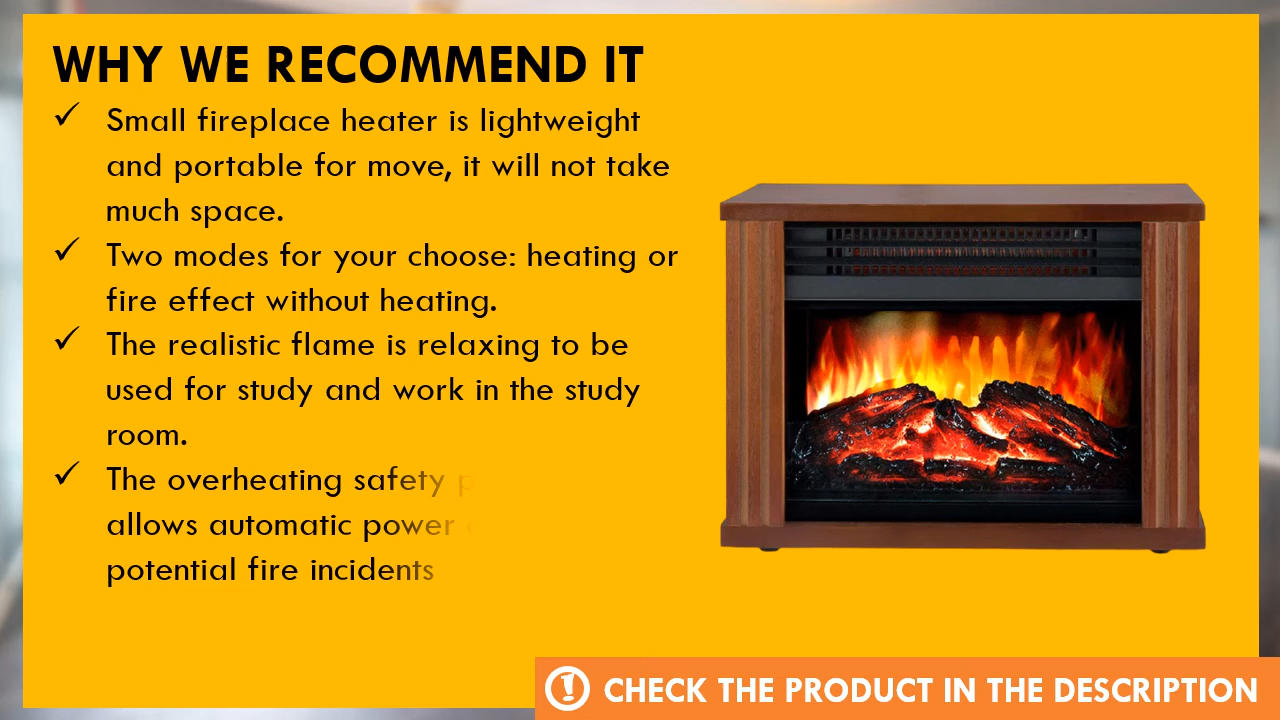 WHY WE RECOMMEND IT
✓ Small fireplace heater is lightweight
and portable for move, it will not take
much space.
✓ Two modes for your choose: heating or
fire effect without heating.
✓ The realistic flame is relaxing to be
used for study and work in the study
room.
✓ The overheating safety
allows automatic power
potential fire incidents
CHECK THE PRODUCT IN THE DESCRIPTION